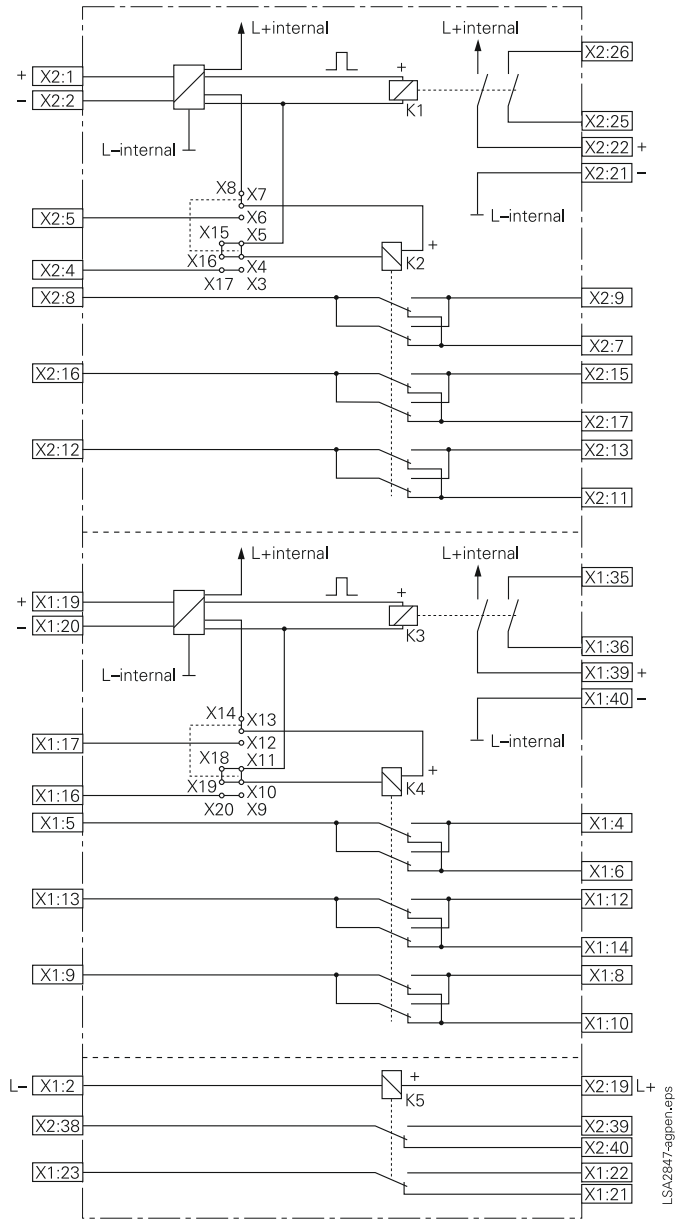 L+internal L+internal
X2:26
+ X2:1 +
− X2:2 K1
X2:25
L−internal X2:22 +
X2:21 −
X8 X7
X2:5 X6 L−internal
X15 X5 +
X16 X4 K2
X2:4 X17 X3
X2:8 X2:9
X2:7
X2:16 X2:15
X2:17
X2:12 X2:13
X2:11
L+internal L+internal
X1:35
+ X1:19 +
− X1:20 K3
X1:36
L−internal X1:39 +
X1:40 −
X14 X13
X1:17 X12 L−internal
X18 X11 +
X19 X10 K4
X1:16 X20 X9
X1:5 X1:4
X1:6
X1:13 X1:12
X1:14
X1:9 X1:8
X1:10
L− X1:2 + X2:19 L+
K5
X2:38 X2:39
X2:40
X1:23 X1:22
X1:21
LSA2847-agpen.eps